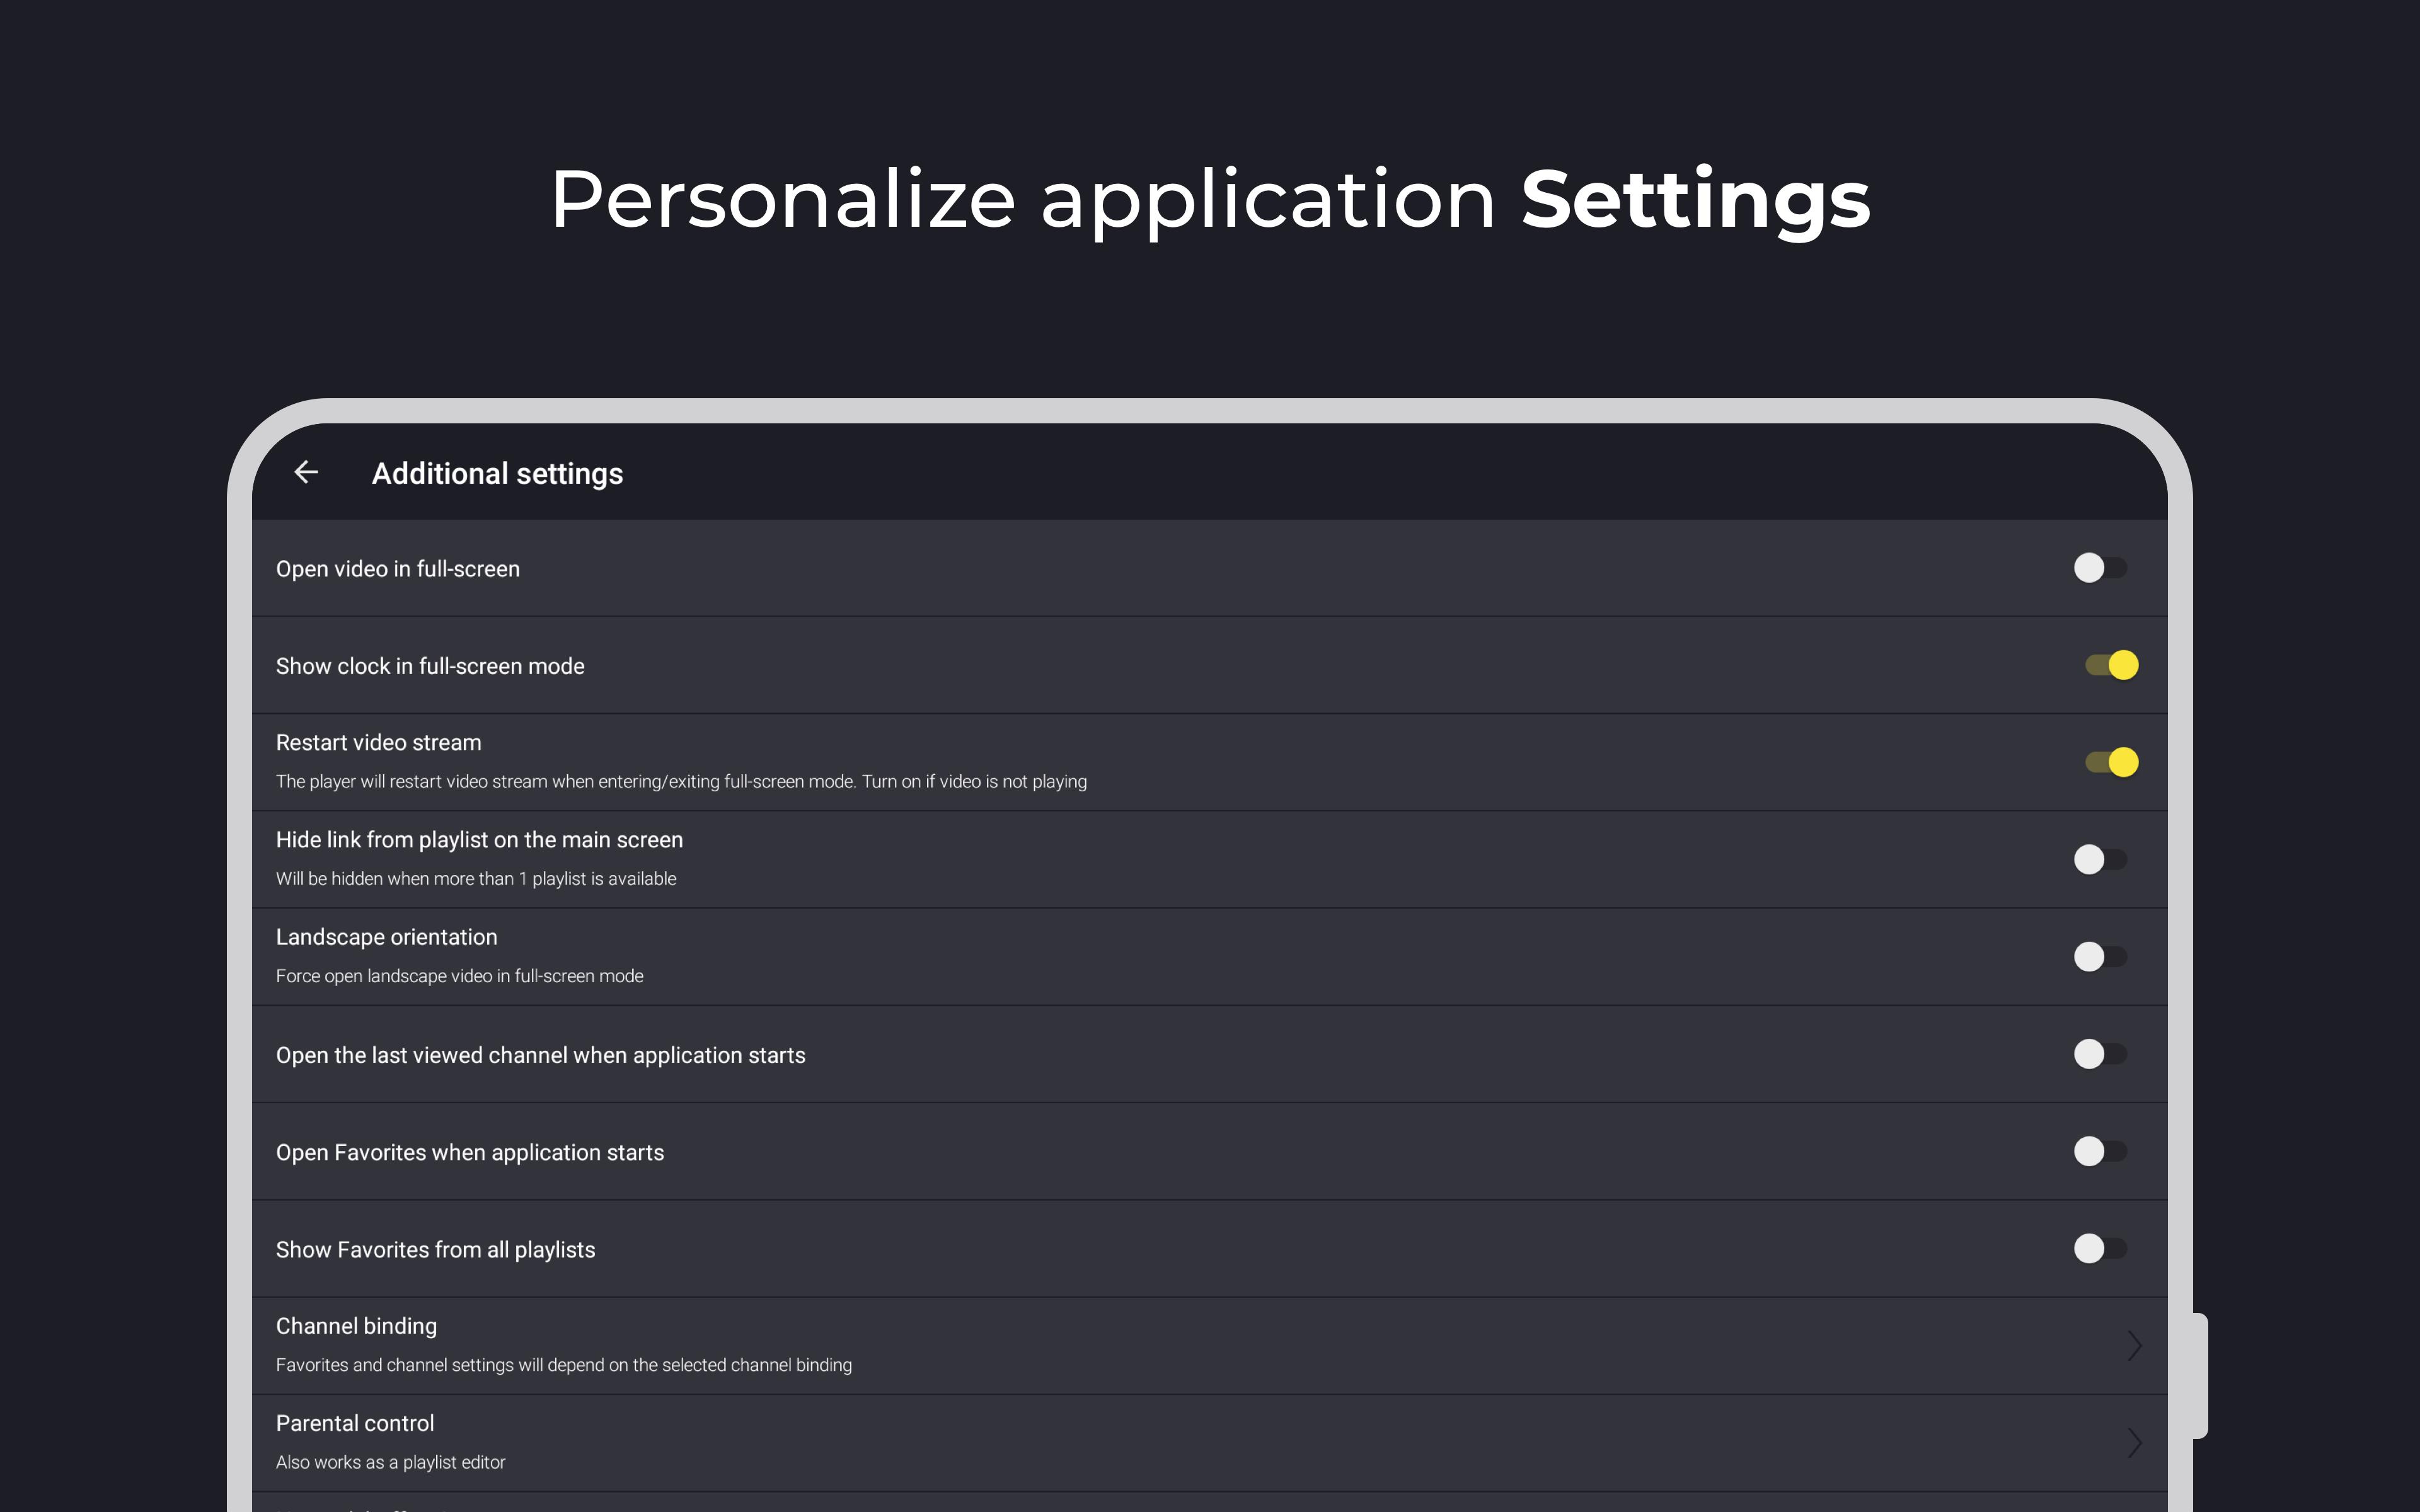 Personalize application Settings
Additional settings
Open video in full-screen
Show clock in full-screen mode
Restart video stream
The player will restart video stream when entering/exiting full-screen mode. Turn on if video is not playing
Hide link from playlist on the main screen
Will be hidden when more than 1 playlist is available
Landscape orientation
Force open landscape video in full-screen mode
Open the last viewed channel when application starts
Open Favorites when application starts
Show Favorites from all playlists
Channel binding
Favorites and channel settings will depend on the selected channel binding
Parental control
Also works as a playlist editor